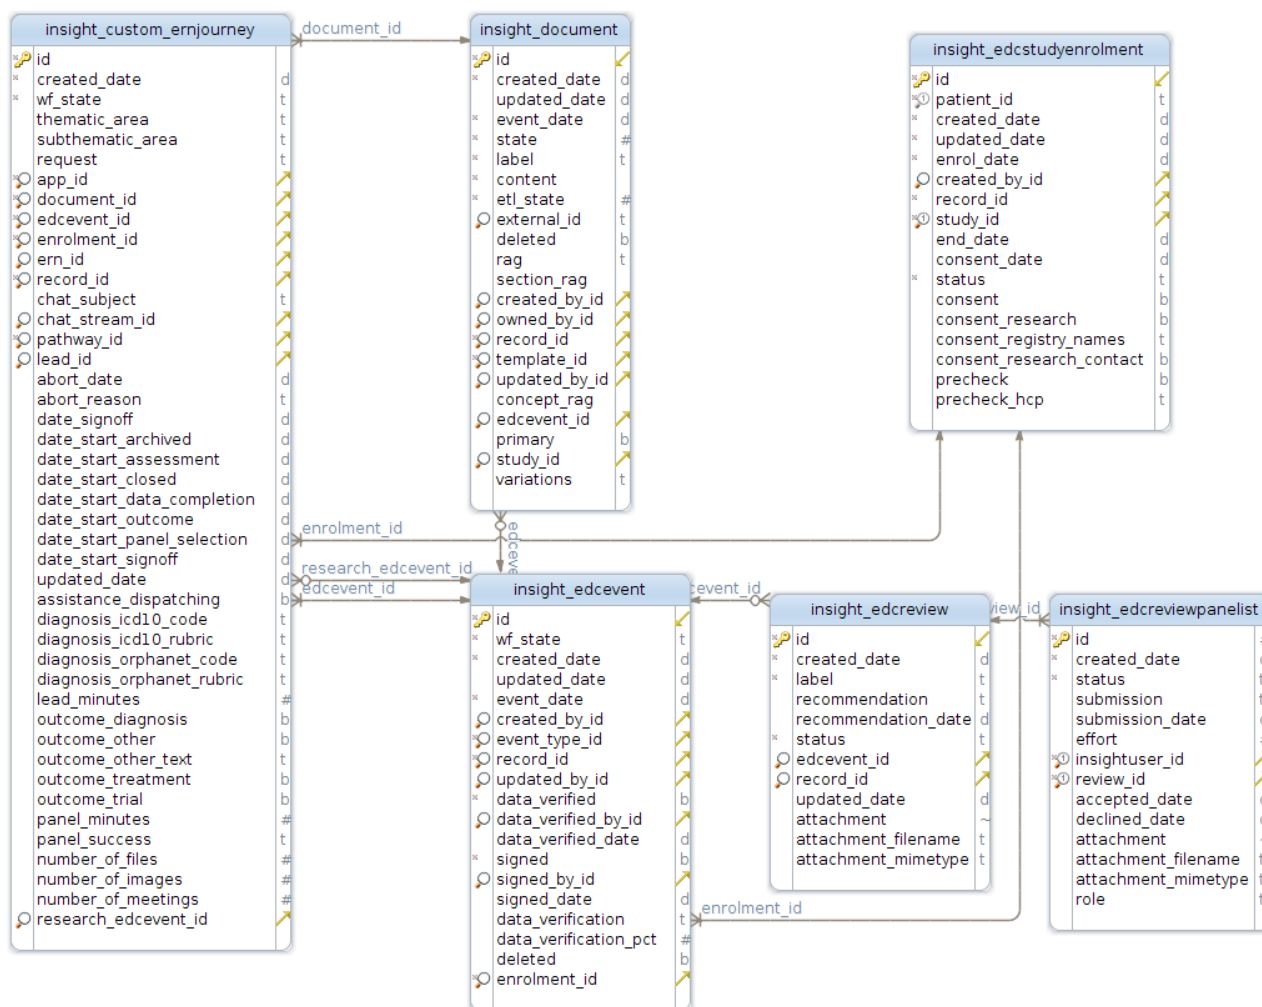 insight_custom_ernjourney
id
created_date d
wf_state t
thematic_area t
subthematic_area t
request t
app_id
document_id
edcevent_id
enrolment_id
ern_id
record_id
chat_subject t
chat_stream_id
pathway_id
lead_id
abort_date d
abort_reason t
date_signoff d
date_start_archived d
date_start_assessment d
date_start_closed d
date_start_data_completion d
date_start_outcome d
date_start_panel_selection d
date_start_signoff d
updated_date d
assistance_dispatching b
diagnosis_icd10_code t
diagnosis_icd10_rubric t
diagnosis_orphanet_code t
diagnosis_orphanet_rubric t
lead_minutes #
outcome_diagnosis b
outcome_other b
outcome_other_text t
outcome_treatment b
outcome_trial b
panel_minutes #
panel_success t
number_of_files #
number_of_images #
number_of_meetings #
research_edcevent_id
document_id
enrolment_id
research_edcevent_id
edcevent_id
insight_document
id
created_date d
updated_date d
event_date d
state #
label t
content
etl_state #
external_id t
deleted b
rag t
section_rag
created_by_id
owned_by_id
record_id
template_id
updated_by_id
concept_rag
edcevent_id
primary b
study_id
variations t
edceve
insight_edcevent
id
wf_state t
created_date d
updated_date d
event_date d
created_by_id
event_type_id
record_id
updated_by_id
data_verified b
data_verified_by_id
data_verified_date d
signed b
signed_by_id
signed_date d
data_verification t
data_verification_pct #
deleted b
enrolment_id
enrolment_id
insight_edcstudyenrolment
id
patient_id t
created_date d
updated_date d
enrol_date d
created_by_id
record_id
study_id
end_date d
consent_date d
status t
consent b
consent_research b
consent_registry_names t
consent_research_contact b
precheck b
precheck_hcp t
cevent_id
insight_edcreview
id
created_date d
label t
recommendation t
recommendation_date d
status t
edcevent_id
record_id
updated_date d
attachment ~
attachment_filename t
attachment_mimetype t
view_id
insight_edcreviewpanelist
id
created_date
status
submission
submission_date
effort
insightuser_id
review_id
accepted_date
declined_date
attachment
attachment_filename
attachment_mimetype
role